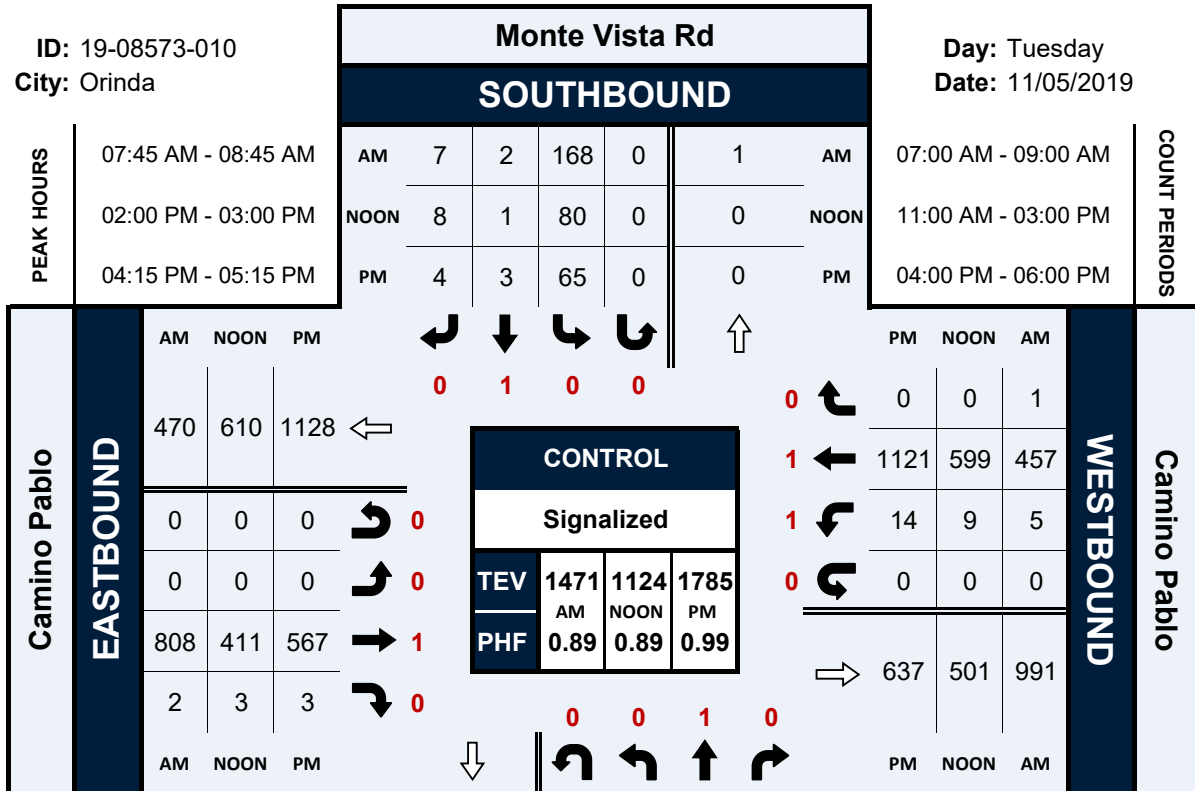 ID: 19-08573-010
City: Orinda
Monte Vista Rd
SOUTHBOUND
Day: Tuesday
Date: 11/05/2019
PEAK HOURS
07:45 AM - 08:45 AM
02:00 PM - 03:00 PM
04:15 PM - 05:15 PM
AM 7 2 168 0 1 AM
NOON 8 1 80 0 0 NOON
PM 4 3 65 0 0 PM
07:00 AM - 09:00 AM
11:00 AM - 03:00 PM
04:00 PM - 06:00 PM
COUNT PERIODS
0 1 0 0
Camino Pablo
EASTBOUND
AM NOON PM
470 610 1128
0 0 0 0
0 0 0 0
808 411 567 1
2 3 3 0
AM NOON PM
CONTROL
Signalized
TEV 1471 1124 1785
AM NOON PM
PHF 0.89 0.89 0.99
PM NOON AM
0 0 0 1
1 1121 599 457
1 14 9 5
0 0 0 0
637 501 991
PM NOON AM
WESTBOUND
Camino Pablo
0 0 1 0